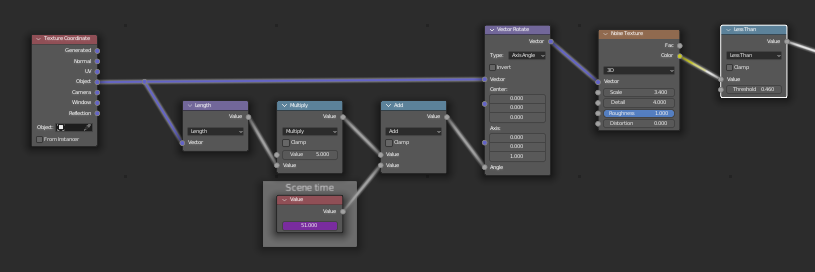 Texture Coordinate
Generated
Normal
UV
Object
Camera
Window
Reflection
Object:
From Instancer
Length
Value
Length
Vector
Multiply
Value
Multiply
Clamp
Value 5.000
Value
Scene time
Value
Value
51.000
Add
Value
Add
Clamp
Value
Value
Vector Rotate
Vector
Type: Axis Angle
Invert
Vector
Center:
0.000
0.000
0.000
Axis:
0.000
0.000
1.000
Angle
Noise Texture
Fac
Color
3D
Vector
Scale 3.400
Detail 4.000
Roughness 1.000
Distortion 0.000
Less Than
Value
Less Than
Clamp
Value
Threshold 0.460